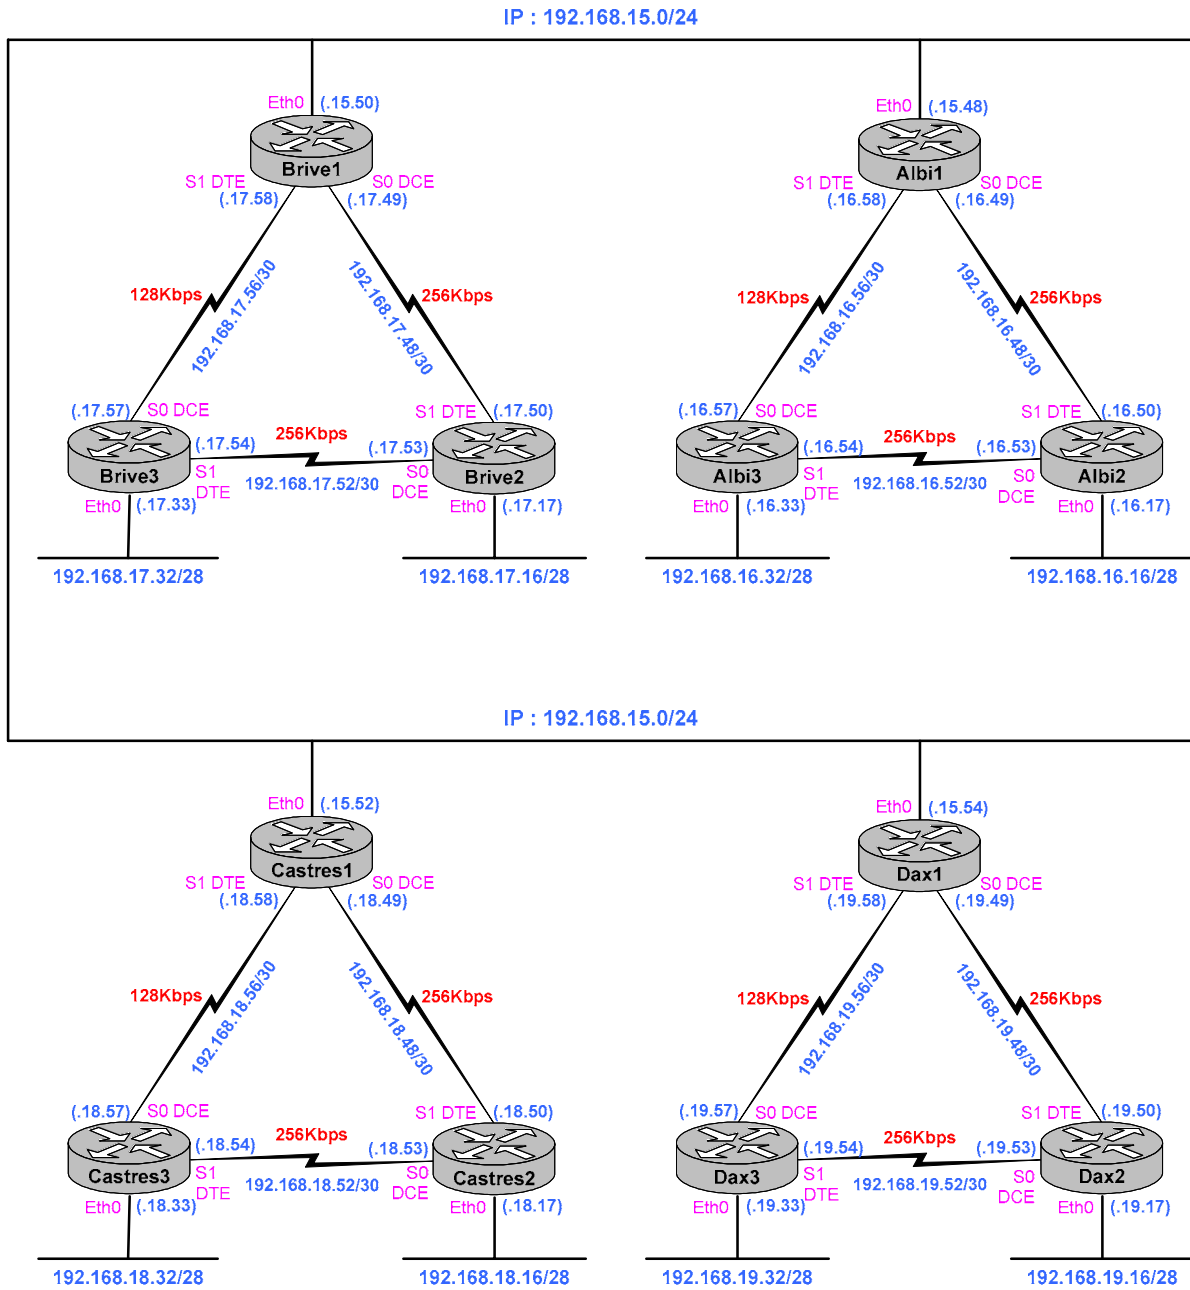 IP : 192.168.15.0/24
Eth0 (.15.50)
Brive1
S1 DTE
(.17.58)
S0 DCE
(.17.49)
128Kbps
192.168.17.56/30
192.168.17.48/30
256Kbps
(.17.57)
S0 DCE
Brive3
(.17.54)
S1
DTE
Eth0
(.17.33)
256Kbps
192.168.17.52/30
S1 DTE
(.17.50)
(.17.53)
S0
DCE
Brive2
Eth0
(.17.17)
192.168.17.32/28
192.168.17.16/28
Eth0 (.15.48)
Albi1
S1 DTE
(.16.58)
S0 DCE
(.16.49)
128Kbps
192.168.16.56/30
192.168.16.48/30
256Kbps
(.16.57)
S0 DCE
Albi3
(.16.54)
S1
DTE
Eth0
(.16.33)
256Kbps
192.168.16.52/30
S1 DTE
(.16.50)
(.16.53)
S0
DCE
Albi2
Eth0
(.16.17)
192.168.16.32/28
192.168.16.16/28
IP : 192.168.15.0/24
Eth0 (.15.52)
Castres1
S1 DTE
(.18.58)
S0 DCE
(.18.49)
128Kbps
192.168.18.56/30
192.168.18.48/30
256Kbps
(.18.57)
S0 DCE
Castres3
(.18.54)
S1
DTE
Eth0
(.18.33)
256Kbps
192.168.18.52/30
S1 DTE
(.18.50)
(.18.53)
S0
DCE
Castres2
Eth0
(.18.17)
192.168.18.32/28
192.168.18.16/28
Eth0 (.15.54)
Dax1
S1 DTE
(.19.58)
S0 DCE
(.19.49)
128Kbps
192.168.19.56/30
192.168.19.48/30
256Kbps
(.19.57)
S0 DCE
Dax3
(.19.54)
S1
DTE
Eth0
(.19.33)
256Kbps
192.168.19.52/30
S1 DTE
(.19.50)
(.19.53)
S0
DCE
Dax2
Eth0
(.19.17)
192.168.19.32/28
192.168.19.16/28